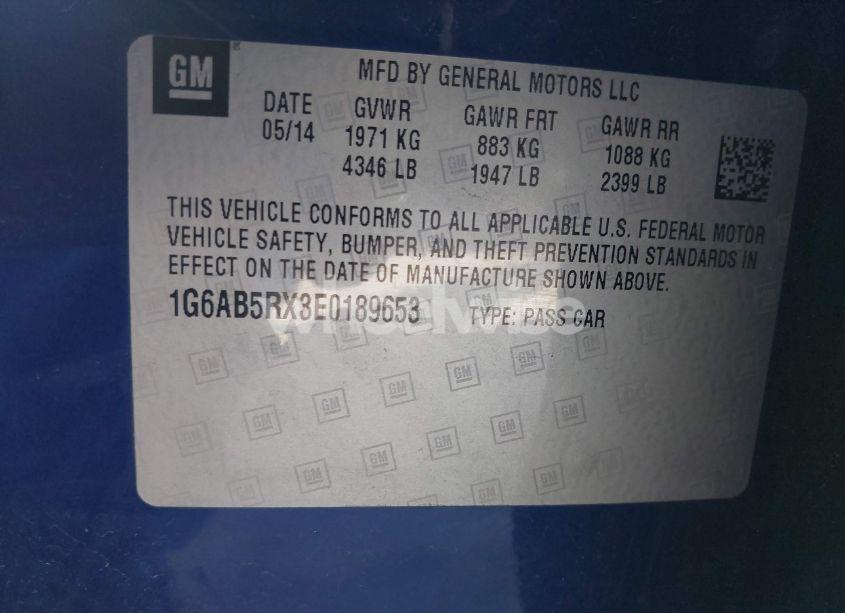 GM
MFD BY GENERAL MOTORS LLC
DATE GVWR GAWR FRT GAWR RR
05/14 1971 KG 883 KG 1088 KG
4346 LB 1947 LB 2399 LB
THIS VEHICLE CONFORMS TO ALL APPLICABLE U.S. FEDERAL MOTOR
VEHICLE SAFETY, BUMPER, AND THEFT PREVENTION STANDARDS IN
EFFECT ON THE DATE OF MANUFACTURE SHOWN ABOVE.
1G6AB5RX3E0189653 TYPE: PASS CAR